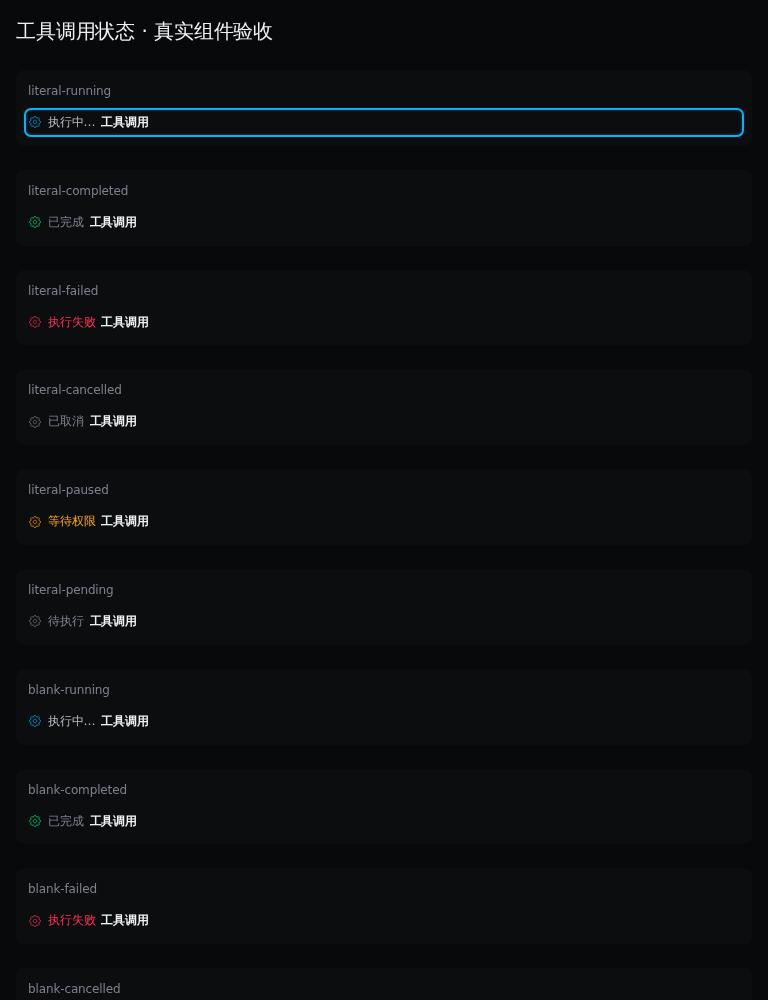 工具调用状态 · 真实组件验收
literal-running
执行中… 工具调用
literal-completed
已完成 工具调用
literal-failed
执行失败 工具调用
literal-cancelled
已取消 工具调用
literal-paused
等待权限 工具调用
literal-pending
待执行 工具调用
blank-running
执行中… 工具调用
blank-completed
已完成 工具调用
blank-failed
执行失败 工具调用
blank-cancelled